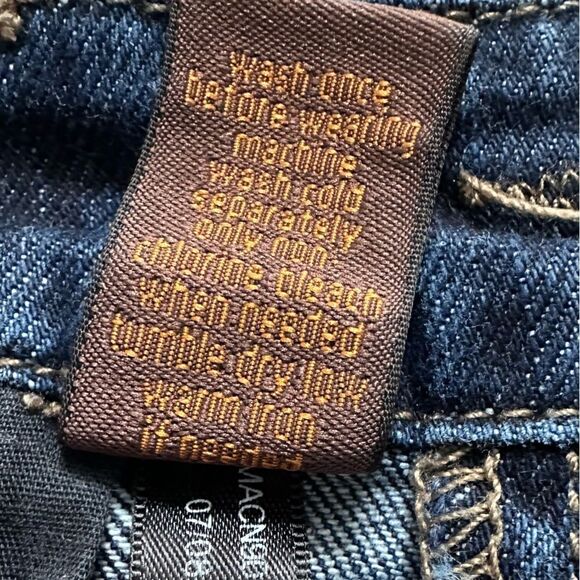 wash once
before wearing
machine
wash cold
separately
only non
chlorine bleach
when needed
tumble dry low
warm iron
if needed